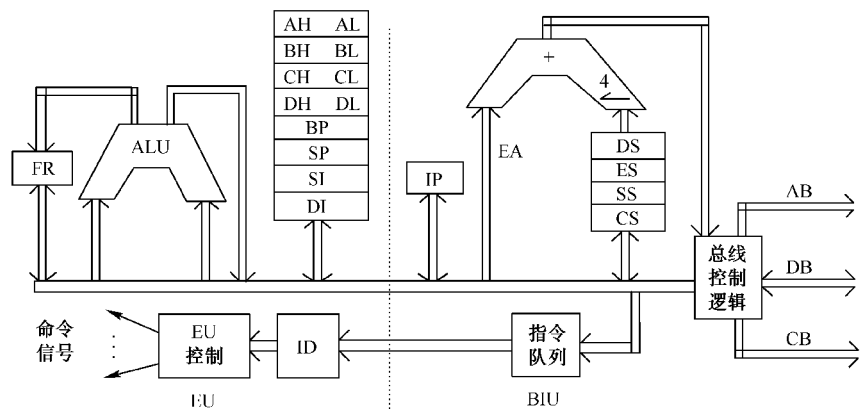 AH AL
BH BL
CH CL
DH DL
BP
SP
SI
DI
FR
ALU
+
4
EA
IP
DS
ES
SS
CS
总线
控制
逻辑
AB
DB
CB
命令
信号
EU
控制
ID
指令
队列
EU
BIU